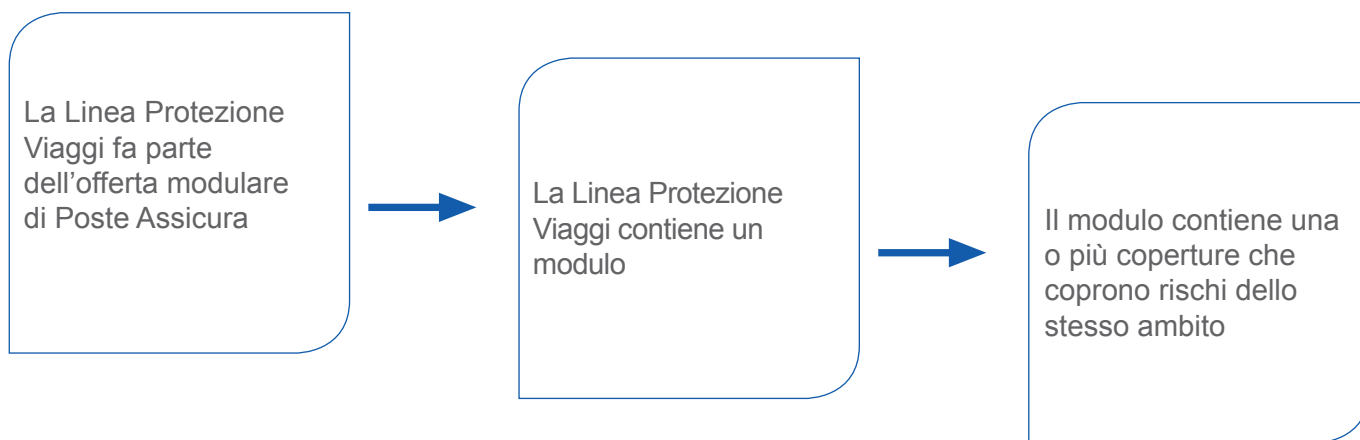 La Linea Protezione
Viaggi fa parte
dell’offerta modulare
di Poste Assicura
La Linea Protezione
Viaggi contiene un
modulo
Il modulo contiene una
o più coperture che
coprono rischi dello
stesso ambito